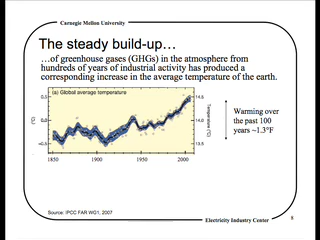 Carnegie Mellon University
The steady build-up…
…of greenhouse gases (GHGs) in the atmosphere from
hundreds of years of industrial activity has produced a
corresponding increase in the average temperature of the earth.
(a) Global average temperature
0.5
0.0
-0.5
(°C)
14.5
13.5
Temperature (°C)
1850
1900
1950
2000
Warming over
the past 100
years ~1.3°F
Source: IPCC FAR WG1, 2007
Electricity Industry Center
8